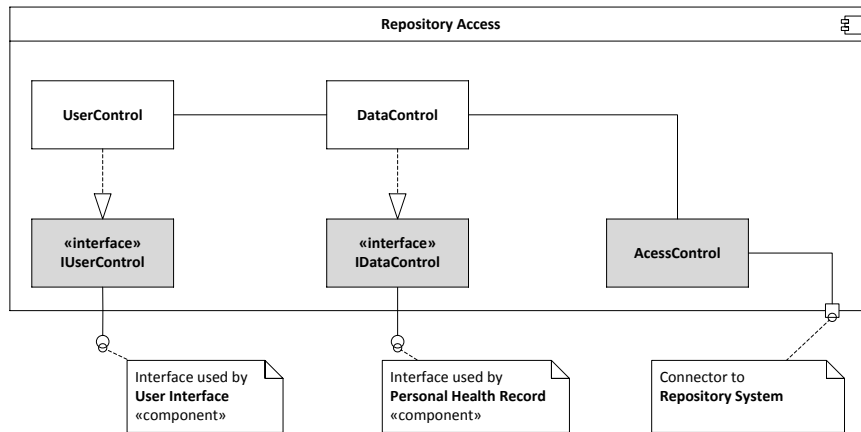 Repository Access
UserControl
DataControl
«interface»
IUserControl
«interface»
IDataControl
AcessControl
Interface used by
User Interface
«component»
Interface used by
Personal Health Record
«component»
Connector to
Repository System